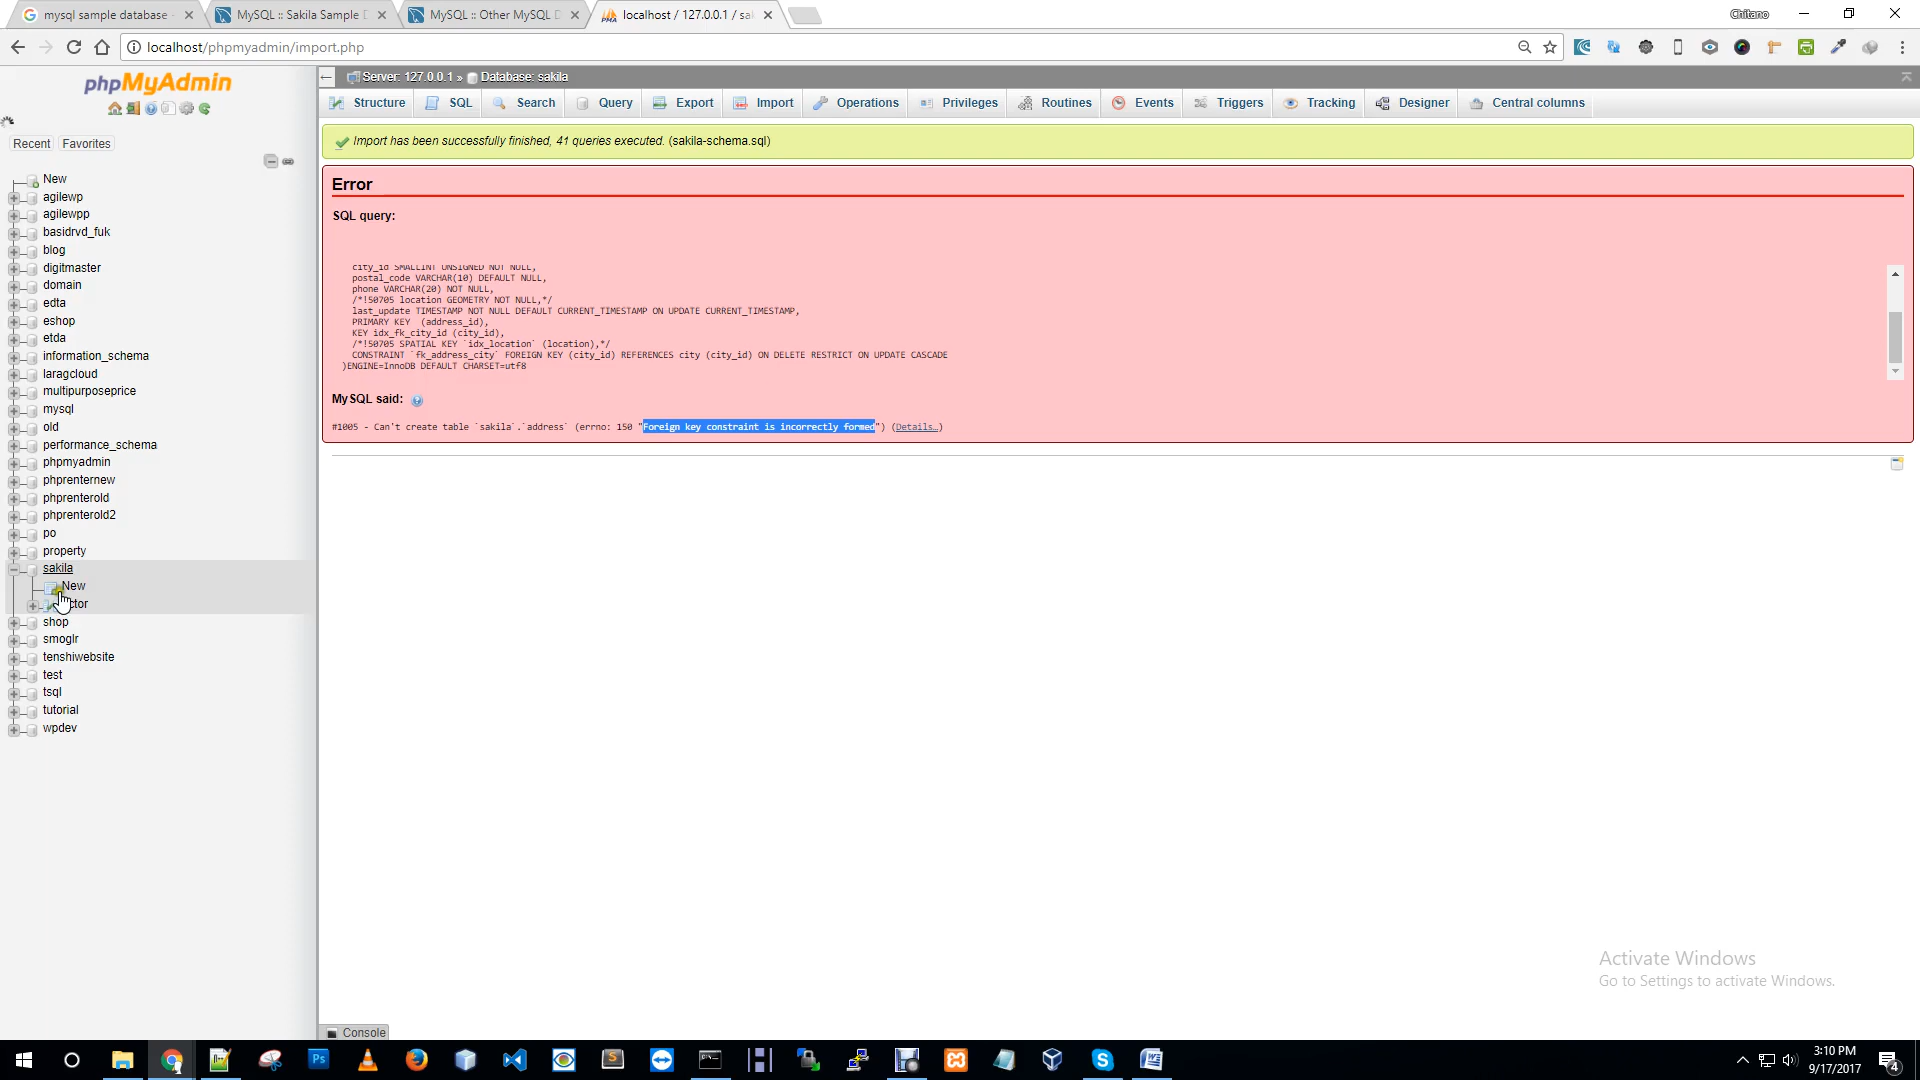 mysql sample database -
MySQL :: Sakila Sample D
MySQL :: Other MySQL D
localhost / 127.0.0.1 / sak
Chitano
localhost/phpmyadmin/import.php
phpMyAdmin
Recent
Favorites
New
agilewp
agilewpp
basidrvd_fuk
blog
digitmaster
domain
edta
eshop
etda
information_schema
laragcloud
multipurposeprice
mysql
old
performance_schema
phpmyadmin
phprenternew
phprenterold
phprenterold2
po
property
sakila
New
ctor
shop
smoglr
tenshiwebsite
test
tsql
tutorial
wpdev
Server: 127.0.0.1 » Database: sakila
Structure SQL Search Query Export Import Operations Privileges Routines Events Triggers Tracking Designer Central columns
Import has been successfully finished, 41 queries executed. (sakila-schema.sql)
Error
SQL query:
city_id SMALLINT UNSIGNED NOT NULL,
postal_code VARCHAR(10) DEFAULT NULL,
phone VARCHAR(20) NOT NULL,
/*!50705 location GEOMETRY NOT NULL,*/
last_update TIMESTAMP NOT NULL DEFAULT CURRENT_TIMESTAMP ON UPDATE CURRENT_TIMESTAMP,
PRIMARY KEY  (address_id),
KEY idx_fk_city_id (city_id),
/*!50705 SPATIAL KEY `idx_location` (location),*/
CONSTRAINT `fk_address_city` FOREIGN KEY (city_id) REFERENCES city (city_id) ON DELETE RESTRICT ON UPDATE CASCADE
)ENGINE=InnoDB DEFAULT CHARSET=utf8
MySQL said:
#1005 - Can't create table `sakila`.`address` (errno: 150 "Foreign key constraint is incorrectly formed") (Details…)
Activate Windows
Go to Settings to activate Windows.
Console
3:10 PM
9/17/2017
4